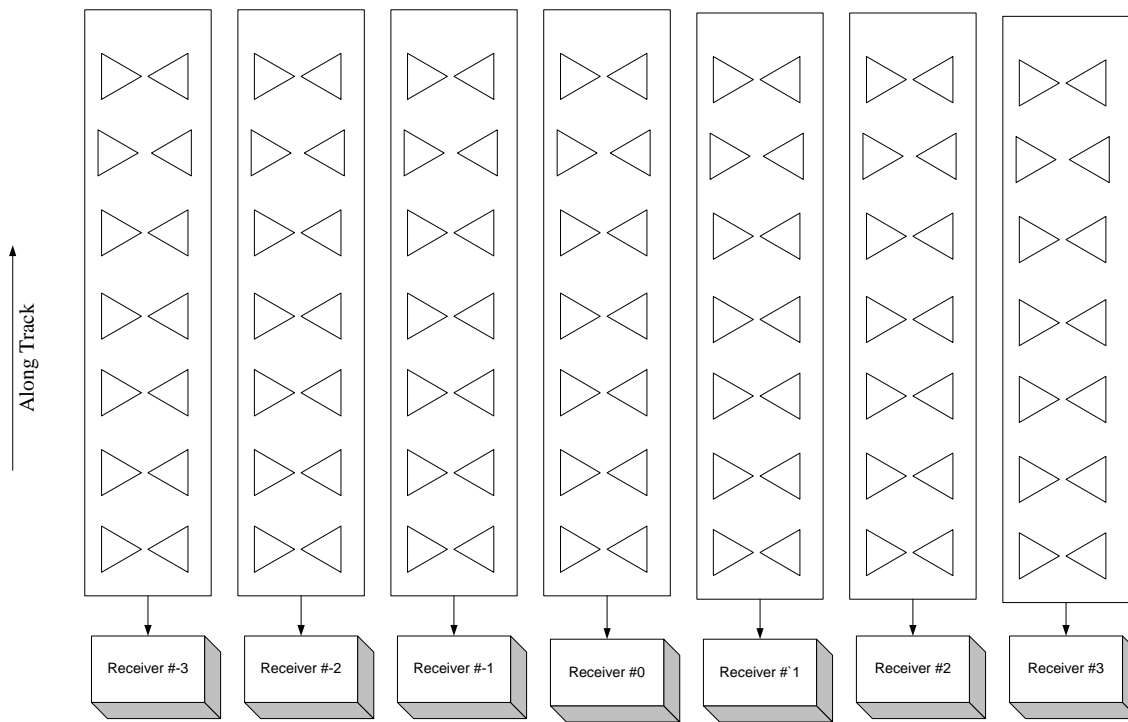 Along Track
Receiver #-3
Receiver #-2
Receiver #-1
Receiver #0
Receiver #`1
Receiver #2
Receiver #3